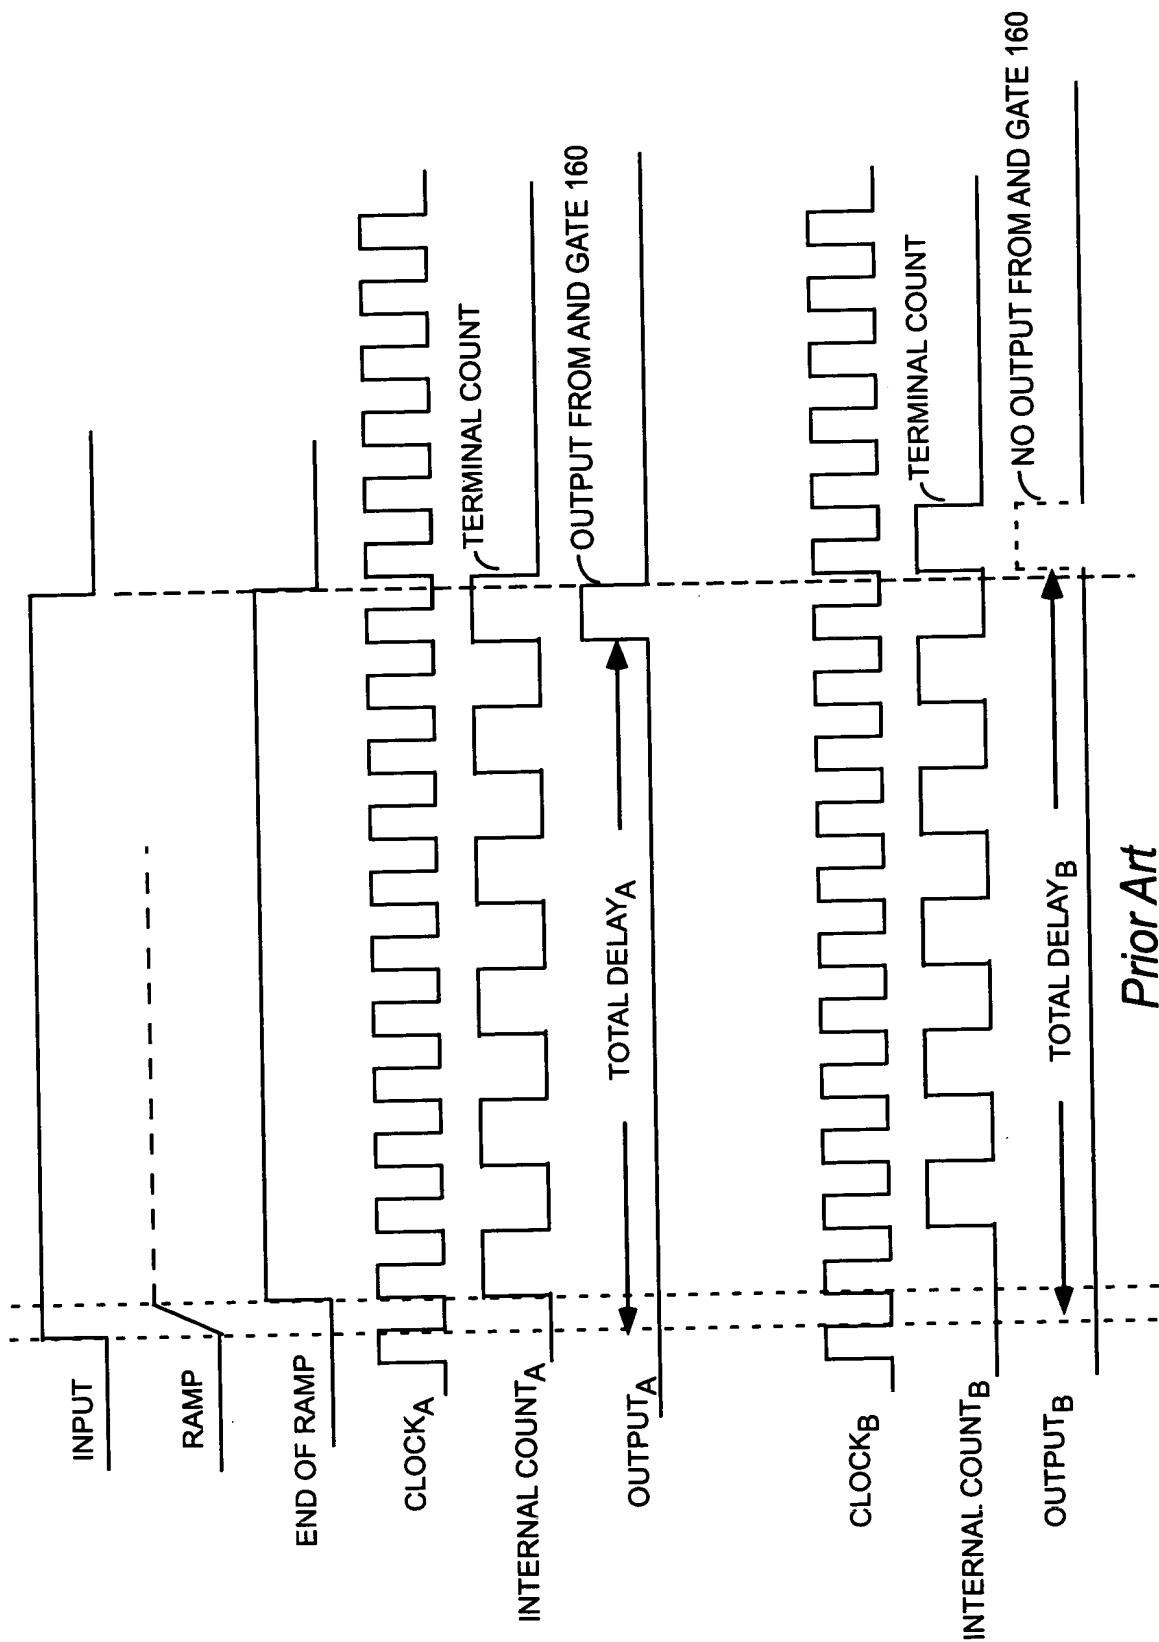 INPUT
RAMP
END OF RAMP
CLOCKA
TERMINAL COUNT
INTERNAL COUNTA
OUTPUT FROM AND GATE 160
TOTAL DELAYA
OUTPUTA
CLOCKB
TERMINAL COUNT
INTERNAL COUNTB
NO OUTPUT FROM AND GATE 160
TOTAL DELAYB
OUTPUTB
Prior Art